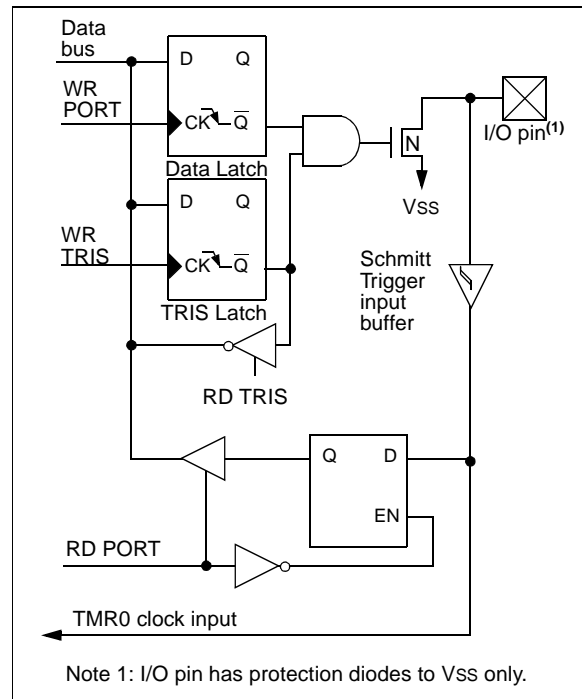 Data
bus
D Q
WR
PORT
CK Q
N
I/O pin(1)
Data Latch
VSS
D Q
WR
TRIS
CK Q
Schmitt
Trigger
input
buffer
TRIS Latch
RD TRIS
Q D
EN
RD PORT
TMR0 clock input
Note 1: I/O pin has protection diodes to VSS only.